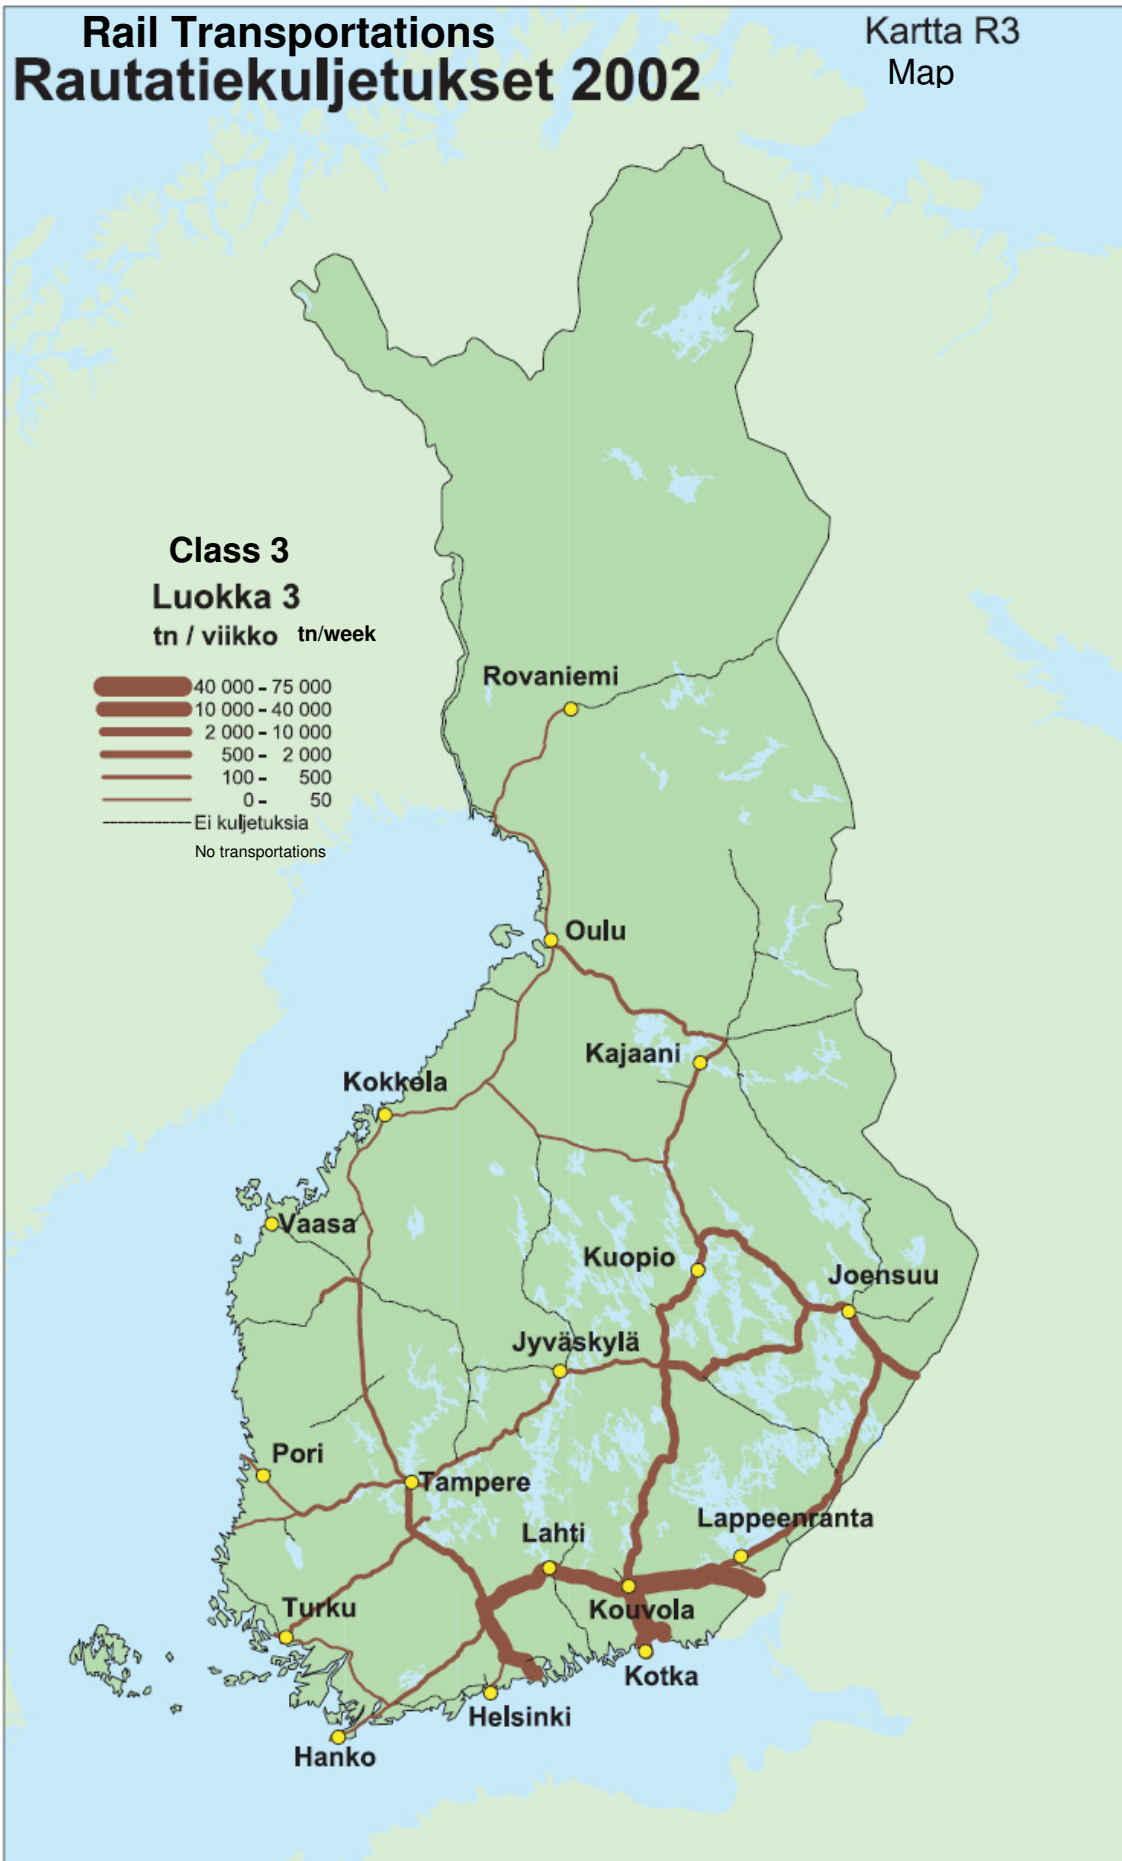 Rail Transportations
Kartta R3
Rautatiekuljetukset 2002
Map
Class 3
Luokka 3
tn / viikko tn/week
40 000 - 75 000
10 000 - 40 000
2 000 - 10 000
500 - 2 000
100 - 500
0 - 50
Ei kuljetuksia
No transportations
Rovaniemi
Oulu
Kajaani
Kokkola
Vaasa
Kuopio
Joensuu
Jyväskylä
Pori
Tampere
Lappeenranta
Lahti
Turku
Kouvola
Kotka
Helsinki
Hanko